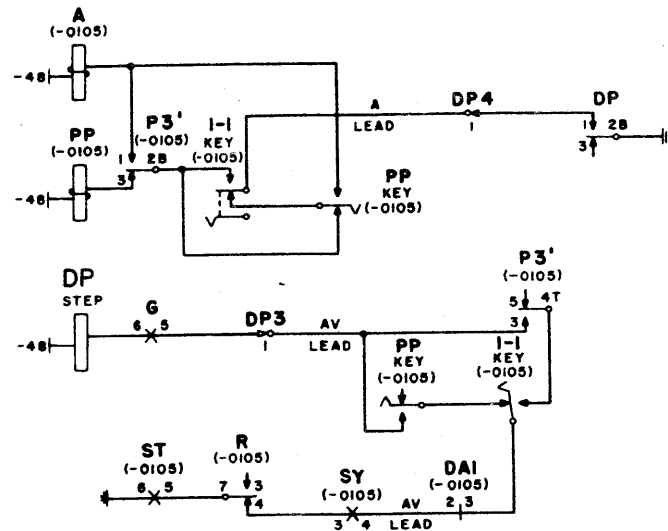 A
(-0105)
-48
PP
(-0105)
-48
P3'
(-0105)
1 2B
3
1-1
KEY
(-0105)
A
LEAD
DP4
1
DP
1 2B
3
PP
KEY
(-0105)
DP
STEP
-48
G
6 5
DP3
1
AV
LEAD
P3'
(-0105)
5 4T
3
PP
KEY
(-0105)
1-1
KEY
(-0105)
ST
(-0105)
6 5
R
(-0105)
7 3
4
SY
(-0105)
3 4
AV
LEAD
DA1
(-0105)
2 3